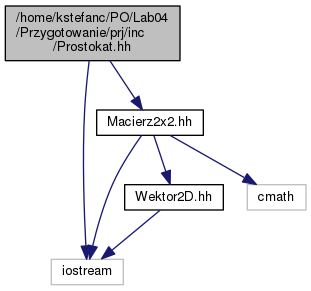 /home/kstefanc/PO/Lab04
/Przygotowanie/prj/inc
/Prostokat.hh
Macierz2x2.hh
Wektor2D.hh
cmath
iostream